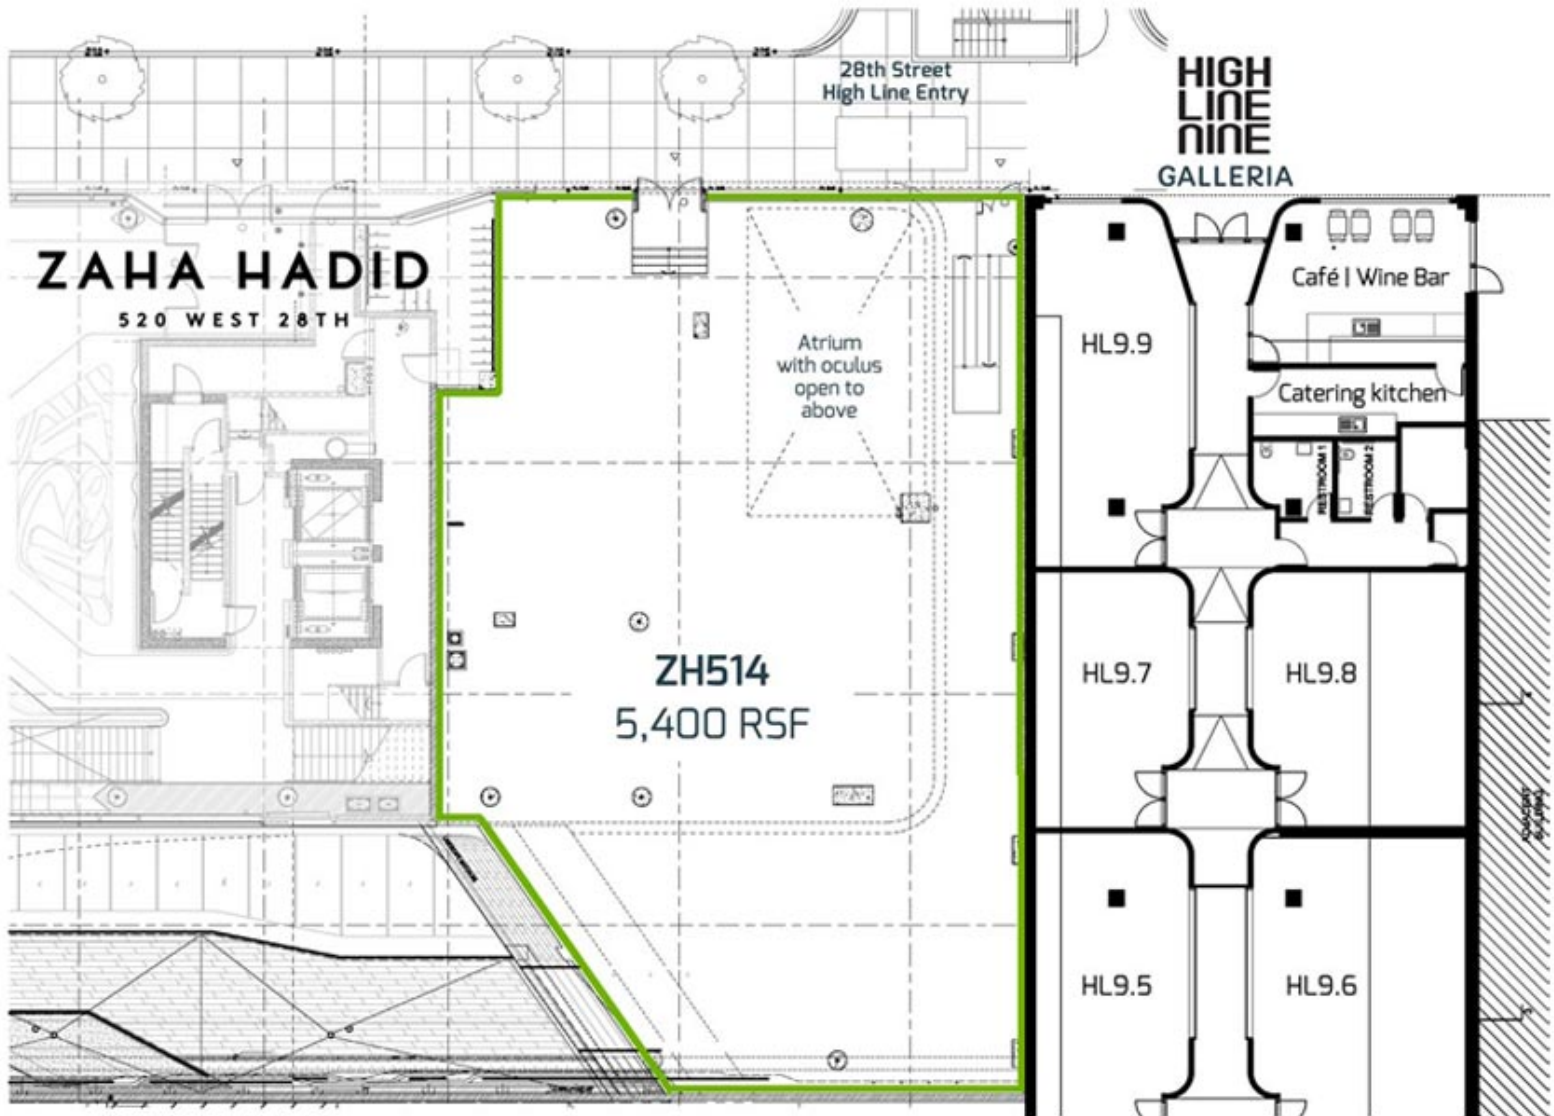 28th Street
High Line Entry
HIGH
LINE
NINE
GALLERIA
ZAHA HADID
520 WEST 28TH
Atrium
with oculus
open to
above
Café | Wine Bar
HL9.9
Catering kitchen
RESTROOM 1
RESTROOM 2
ZH514
5,400 RSF
HL9.7
HL9.8
ADJACENT
BUILDING
HL9.5
HL9.6